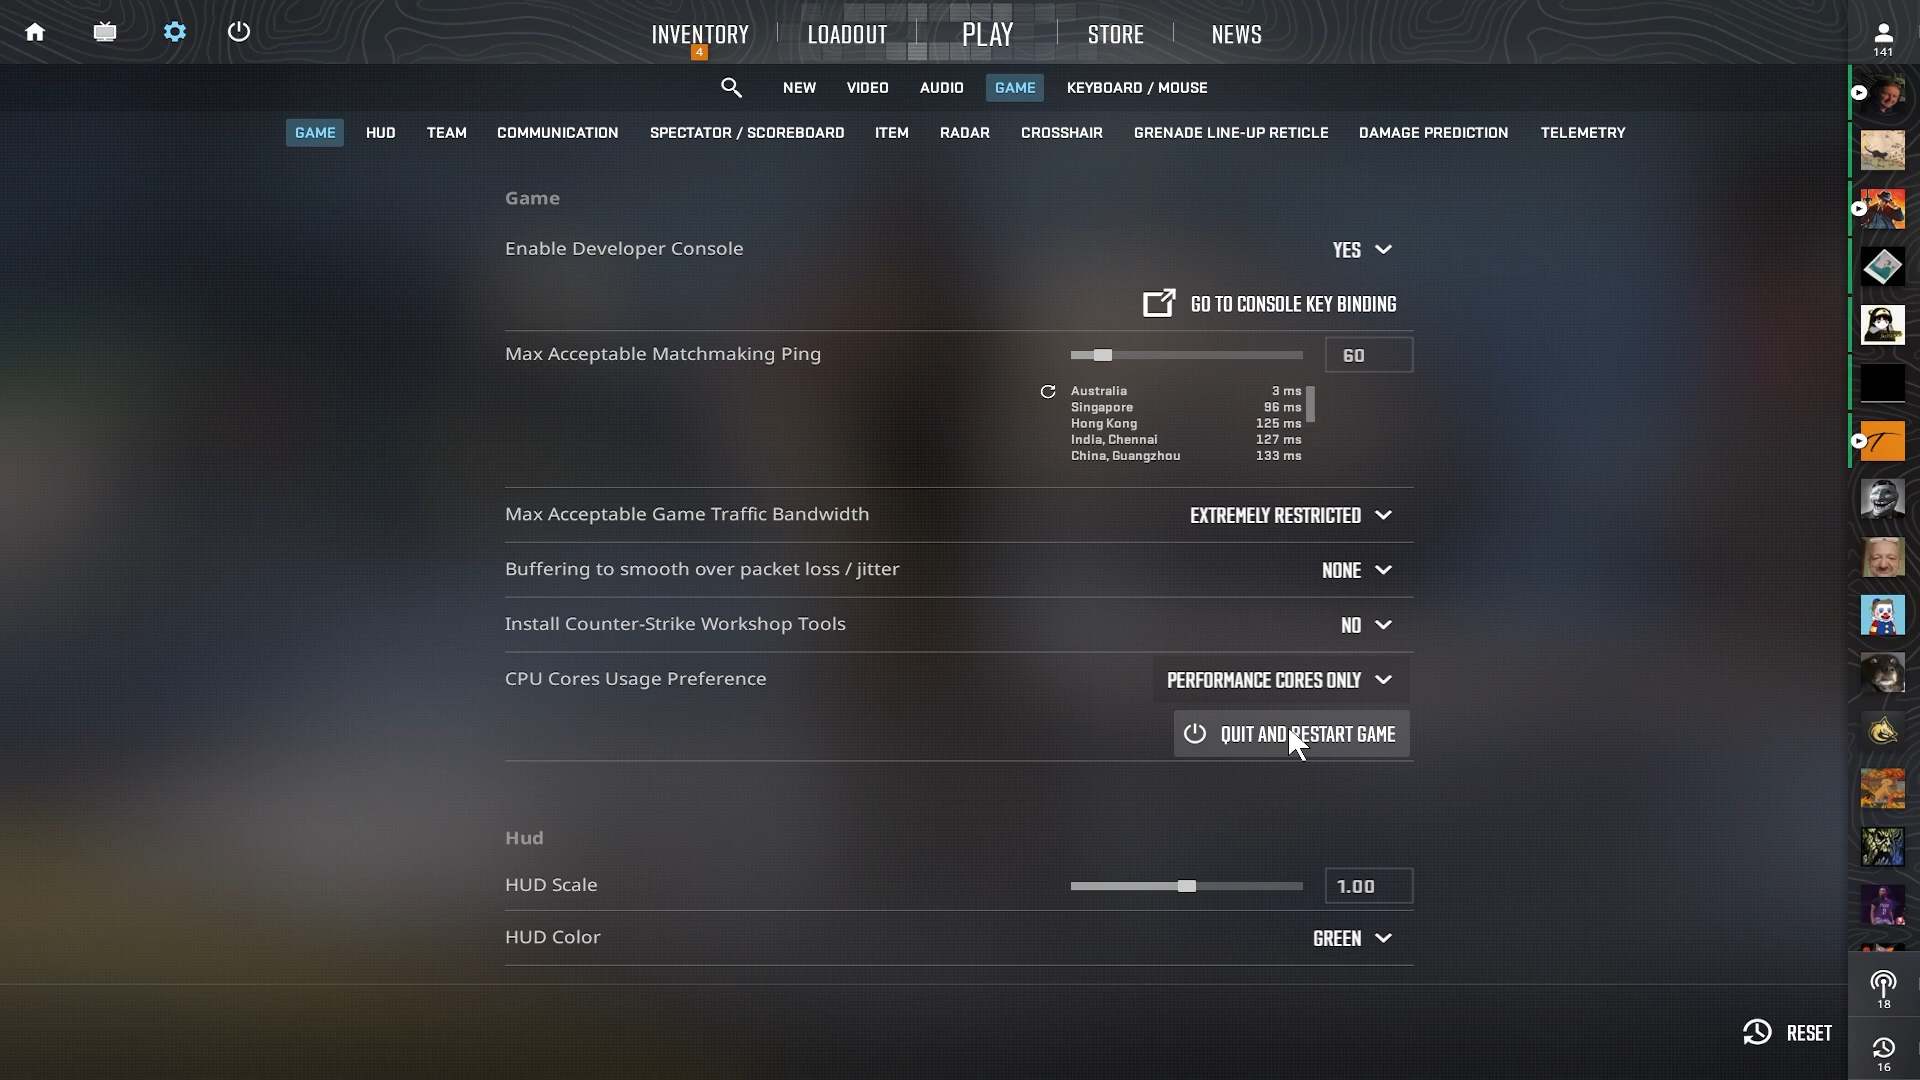 INVENTORY
4
LOADOUT
PLAY
STORE
NEWS
141
NEW
VIDEO
AUDIO
GAME
KEYBOARD / MOUSE
GAME
HUD
TEAM
COMMUNICATION
SPECTATOR / SCOREBOARD
ITEM
RADAR
CROSSHAIR
GRENADE LINE-UP RETICLE
DAMAGE PREDICTION
TELEMETRY
Game
Enable Developer Console
YES
GO TO CONSOLE KEY BINDING
Max Acceptable Matchmaking Ping
60
Australia 3 ms
Singapore 96 ms
Hong Kong 125 ms
India, Chennai 127 ms
China, Guangzhou 133 ms
Max Acceptable Game Traffic Bandwidth
EXTREMELY RESTRICTED
Buffering to smooth over packet loss / jitter
NONE
Install Counter-Strike Workshop Tools
NO
CPU Cores Usage Preference
PERFORMANCE CORES ONLY
QUIT AND RESTART GAME
Hud
HUD Scale
1.00
HUD Color
GREEN
18
RESET
16